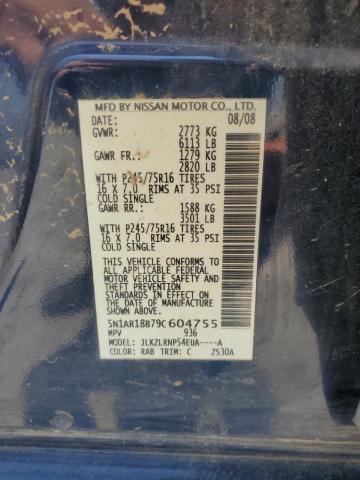 MFD BY NISSAN MOTOR CO., LTD.
DATE: 08/08
GVWR: 2773 KG
6113 LB
GAWR FR.: 1279 KG
2820 LB
WITH P245/75R16 TIRES
16 X 7.0 RIMS AT 35 PSI
COLD SINGLE
GAWR RR.: 1588 KG
3501 LB
WITH P245/75R16 TIRES
16 X 7.0 RIMS AT 35 PSI
COLD SINGLE
THIS VEHICLE CONFORMS TO ALL
APPLICABLE FEDERAL MOTOR
VEHICLE SAFETY STANDARDS IN
EFFECT ON THE DATE OF
MANUFACTURE SHOWN ABOVE.
5N1AR18B79C604755
MPV 936
MODEL: JLKZLRNP54EUA----A
COLOR: RAB TRIM: C ZS30A